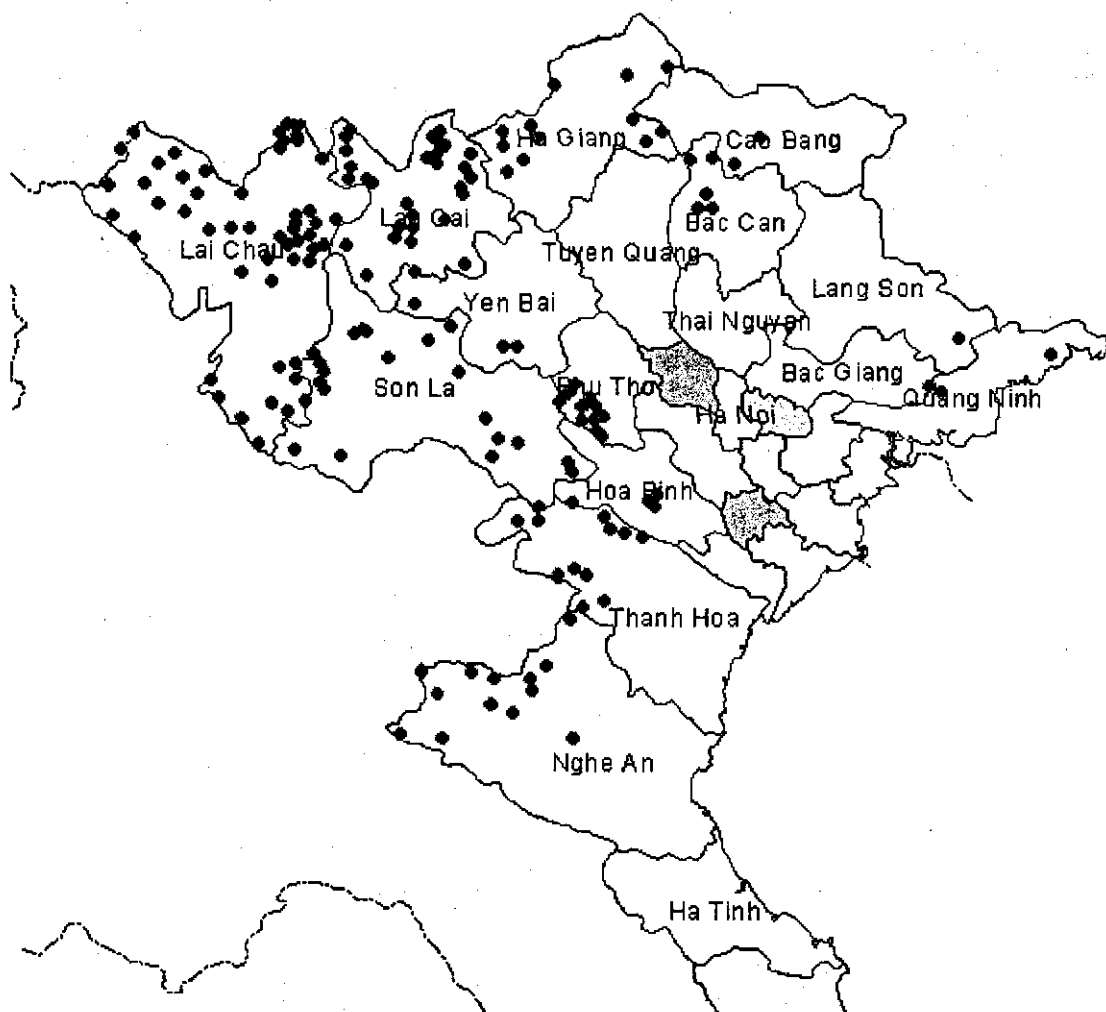 Ha Giang
Cao Bang
Lao Cai
Bac Can
Lai Chau
Tuyen Quang
Yen Bai
Lang Son
Thai Nguyen
Son La
Phu Tho
Bac Giang
Ha Noi
Quang Ninh
Hoa Binh
Thanh Hoa
Nghe An
Ha Tinh